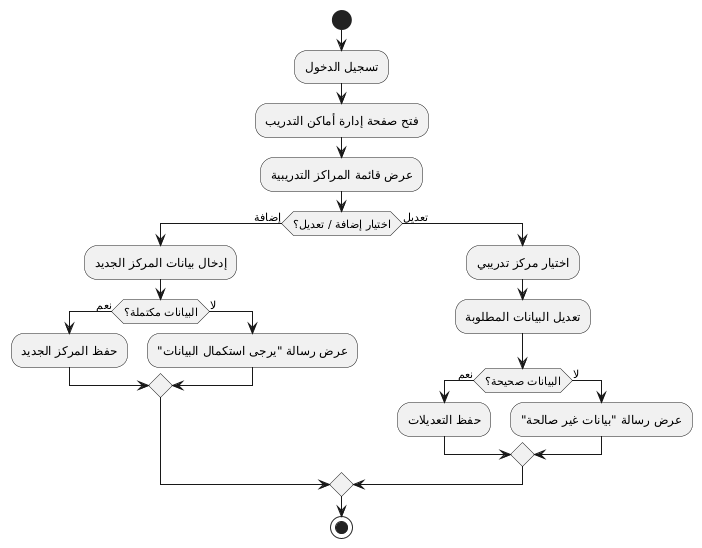 تسجيل الدخول
فتح صفحة إدارة أماكن التدريب
عرض قائمة المراكز التدريبية
اختيار إضافة / تعديل؟
إضافة
تعديل
إدخال بيانات المركز الجديد
البيانات مكتملة؟
نعم
لا
حفظ المركز الجديد
عرض رسالة "يرجى استكمال البيانات"
اختيار مركز تدريبي
تعديل البيانات المطلوبة
البيانات صحيحة؟
نعم
لا
حفظ التعديلات
عرض رسالة "بيانات غير صالحة"